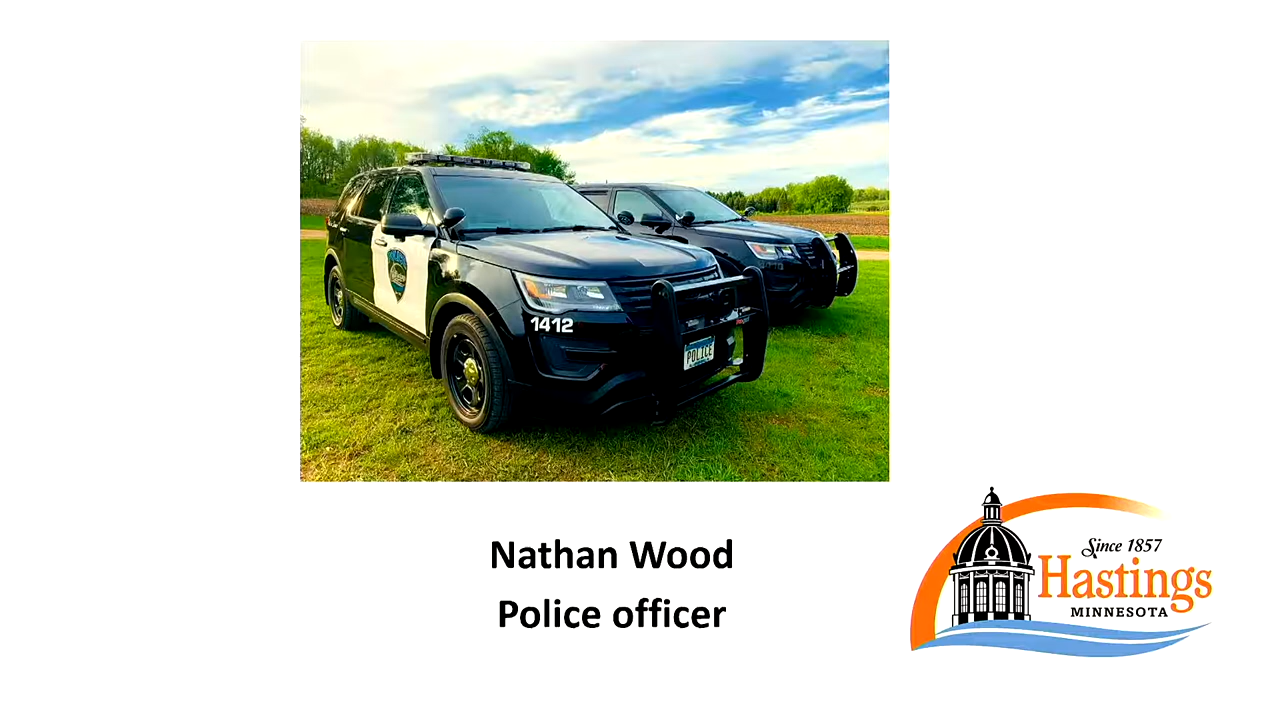 1412
POLICE
Nathan Wood
Police officer
Since 1857
Hastings
MINNESOTA